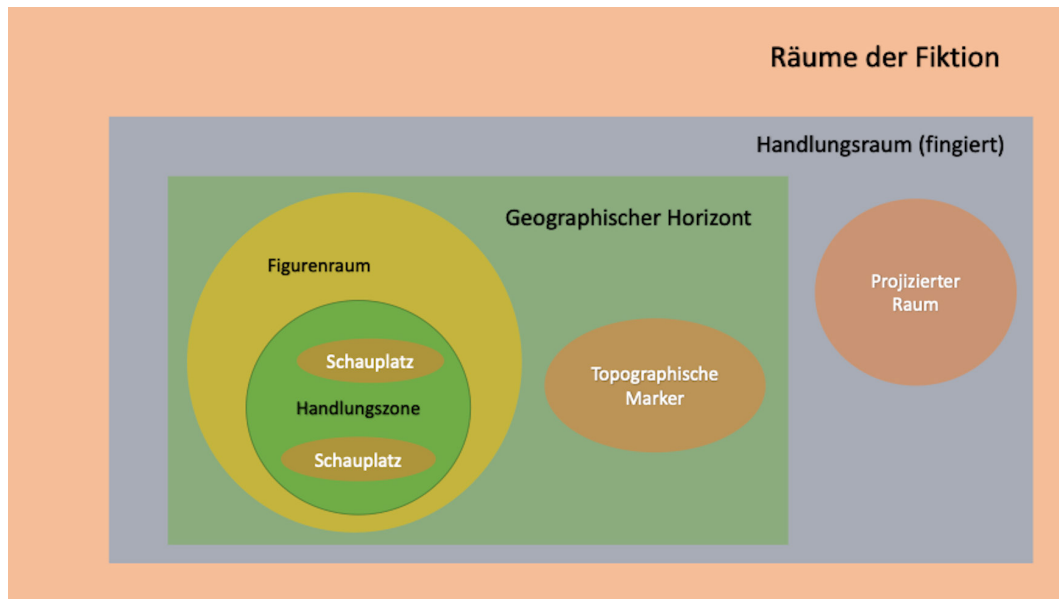 Räume der Fiktion
Handlungsraum (fingiert)
Geographischer Horizont
Figurenraum
Projizierter
Raum
Schauplatz
Topographische
Marker
Handlungszone
Schauplatz